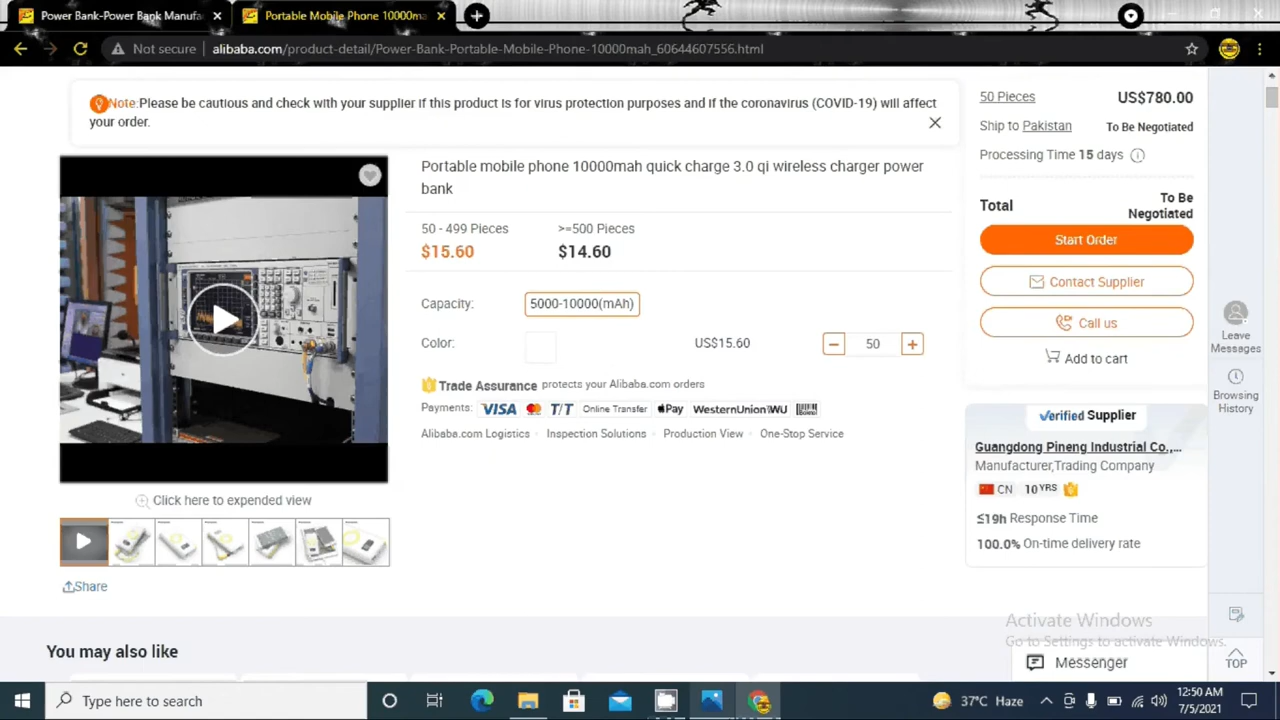 Power Bank-Power Bank Manufa
Portable Mobile Phone 10000ma
Not secure
alibaba.com/product-detail/Power-Bank-Portable-Mobile-Phone-10000mah_60644607556.html
Note:Please be cautious and check with your supplier if this product is for virus protection purposes and if the coronavirus (COVID-19) will affect
your order.
Portable mobile phone 10000mah quick charge 3.0 qi wireless charger power
bank
50 - 499 Pieces >=500 Pieces
$15.60 $14.60
Capacity: 5000-10000(mAh)
Color: US$15.60 − 50 +
Trade Assurance protects your Alibaba.com orders
Payments: VISA T/T Online Transfer Pay WesternUnion WU
Alibaba.com Logistics Inspection Solutions Production View One-Stop Service
Click here to expended view
Share
You may also like
50 Pieces US$780.00
Ship to Pakistan To Be Negotiated
Processing Time 15 days
Total To Be
Negotiated
Start Order
Contact Supplier
Call us
Add to cart
Verified Supplier
Guangdong Pineng Industrial Co.,...
Manufacturer,Trading Company
CN 10 YRS
≤19h Response Time
100.0% On-time delivery rate
Leave
Messages
Browsing
History
Activate Windows
Go to Settings to activate Windows.
Messenger
TOP
Type here to search
37°C Haze
12:50 AM
7/5/2021